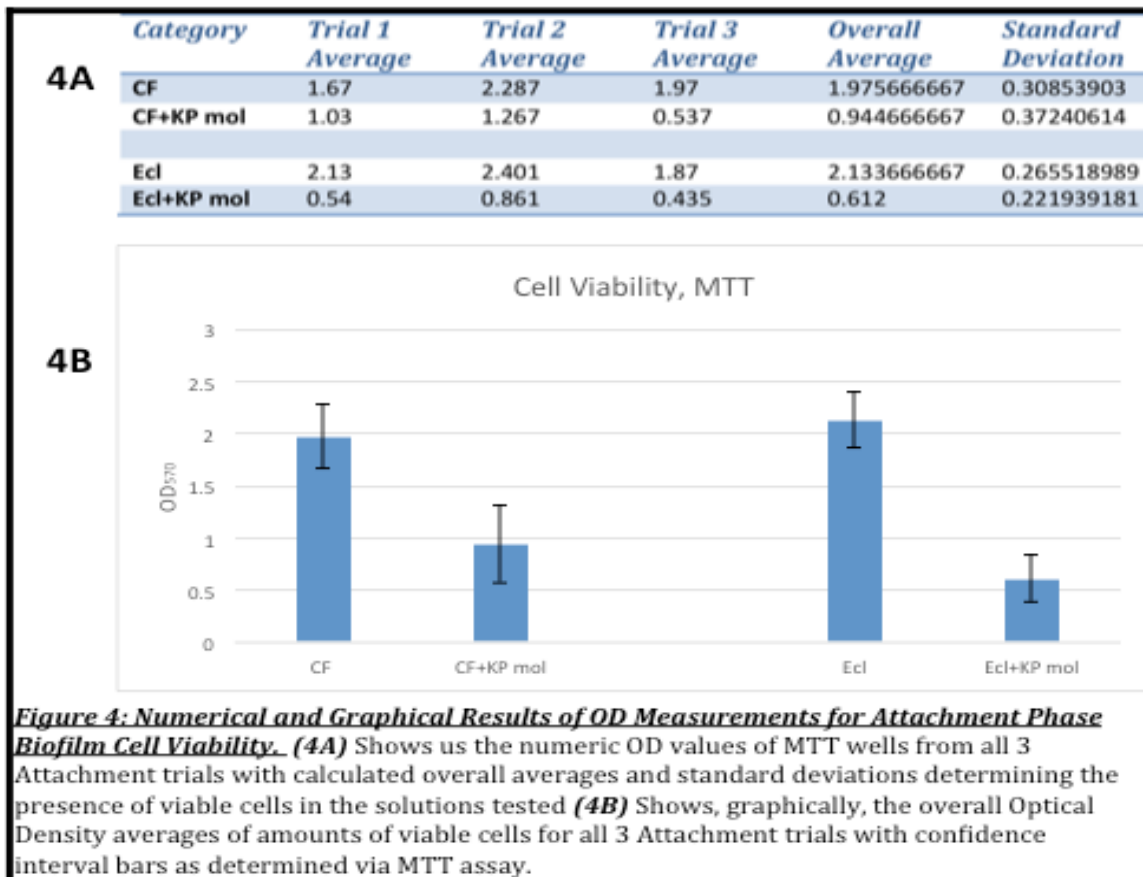 Category Trial 1 Average Trial 2 Average Trial 3 Average Overall Average Standard Deviation
4A
CF 1.67 2.287 1.97 1.975666667 0.30853903
CF+KP mol 1.03 1.267 0.537 0.944666667 0.37240614
Ecl 2.13 2.401 1.87 2.133666667 0.265518989
Ecl+KP mol 0.54 0.861 0.435 0.612 0.221939181
Cell Viability, MTT
4B
3
2.5
2
1.5
1
0.5
0
OD570
CF CF+KP mol Ecl Ecl+KP mol
Figure 4: Numerical and Graphical Results of OD Measurements for Attachment Phase
Biofilm Cell Viability. (4A) Shows us the numeric OD values of MTT wells from all 3
Attachment trials with calculated overall averages and standard deviations determining the
presence of viable cells in the solutions tested (4B) Shows, graphically, the overall Optical
Density averages of amounts of viable cells for all 3 Attachment trials with confidence
interval bars as determined via MTT assay.